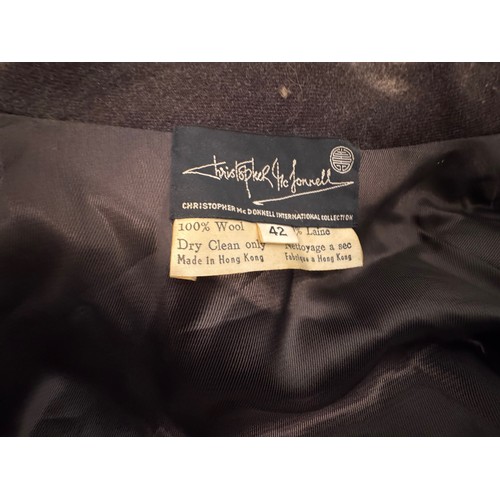 Christopher McDonnell
CHRISTOPHER McDONNELL INTERNATIONAL COLLECTION
100% Wool 42 % Laine
Dry Clean only Nettoyage a sec
Made in Hong Kong Fabrique a Hong Kong